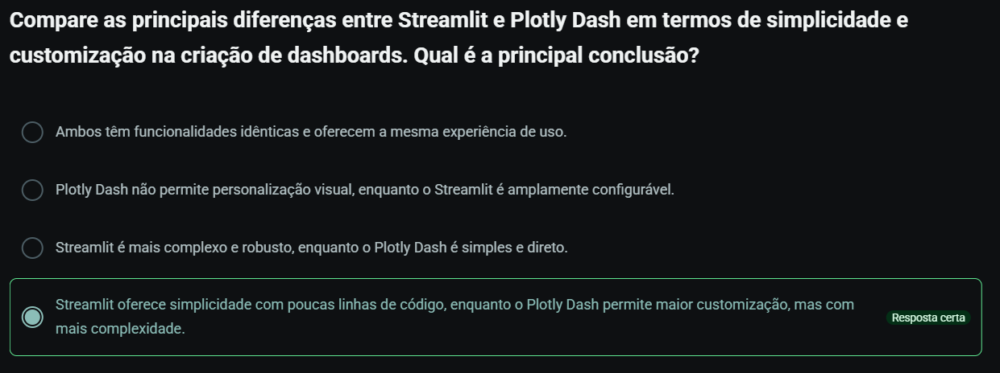 Compare as principais diferenças entre Streamlit e Plotly Dash em termos de simplicidade e
customização na criação de dashboards. Qual é a principal conclusão?
Ambos têm funcionalidades idênticas e oferecem a mesma experiência de uso.
Plotly Dash não permite personalização visual, enquanto o Streamlit é amplamente configurável.
Streamlit é mais complexo e robusto, enquanto o Plotly Dash é simples e direto.
Streamlit oferece simplicidade com poucas linhas de código, enquanto o Plotly Dash permite maior customização, mas com
mais complexidade.
Resposta certa